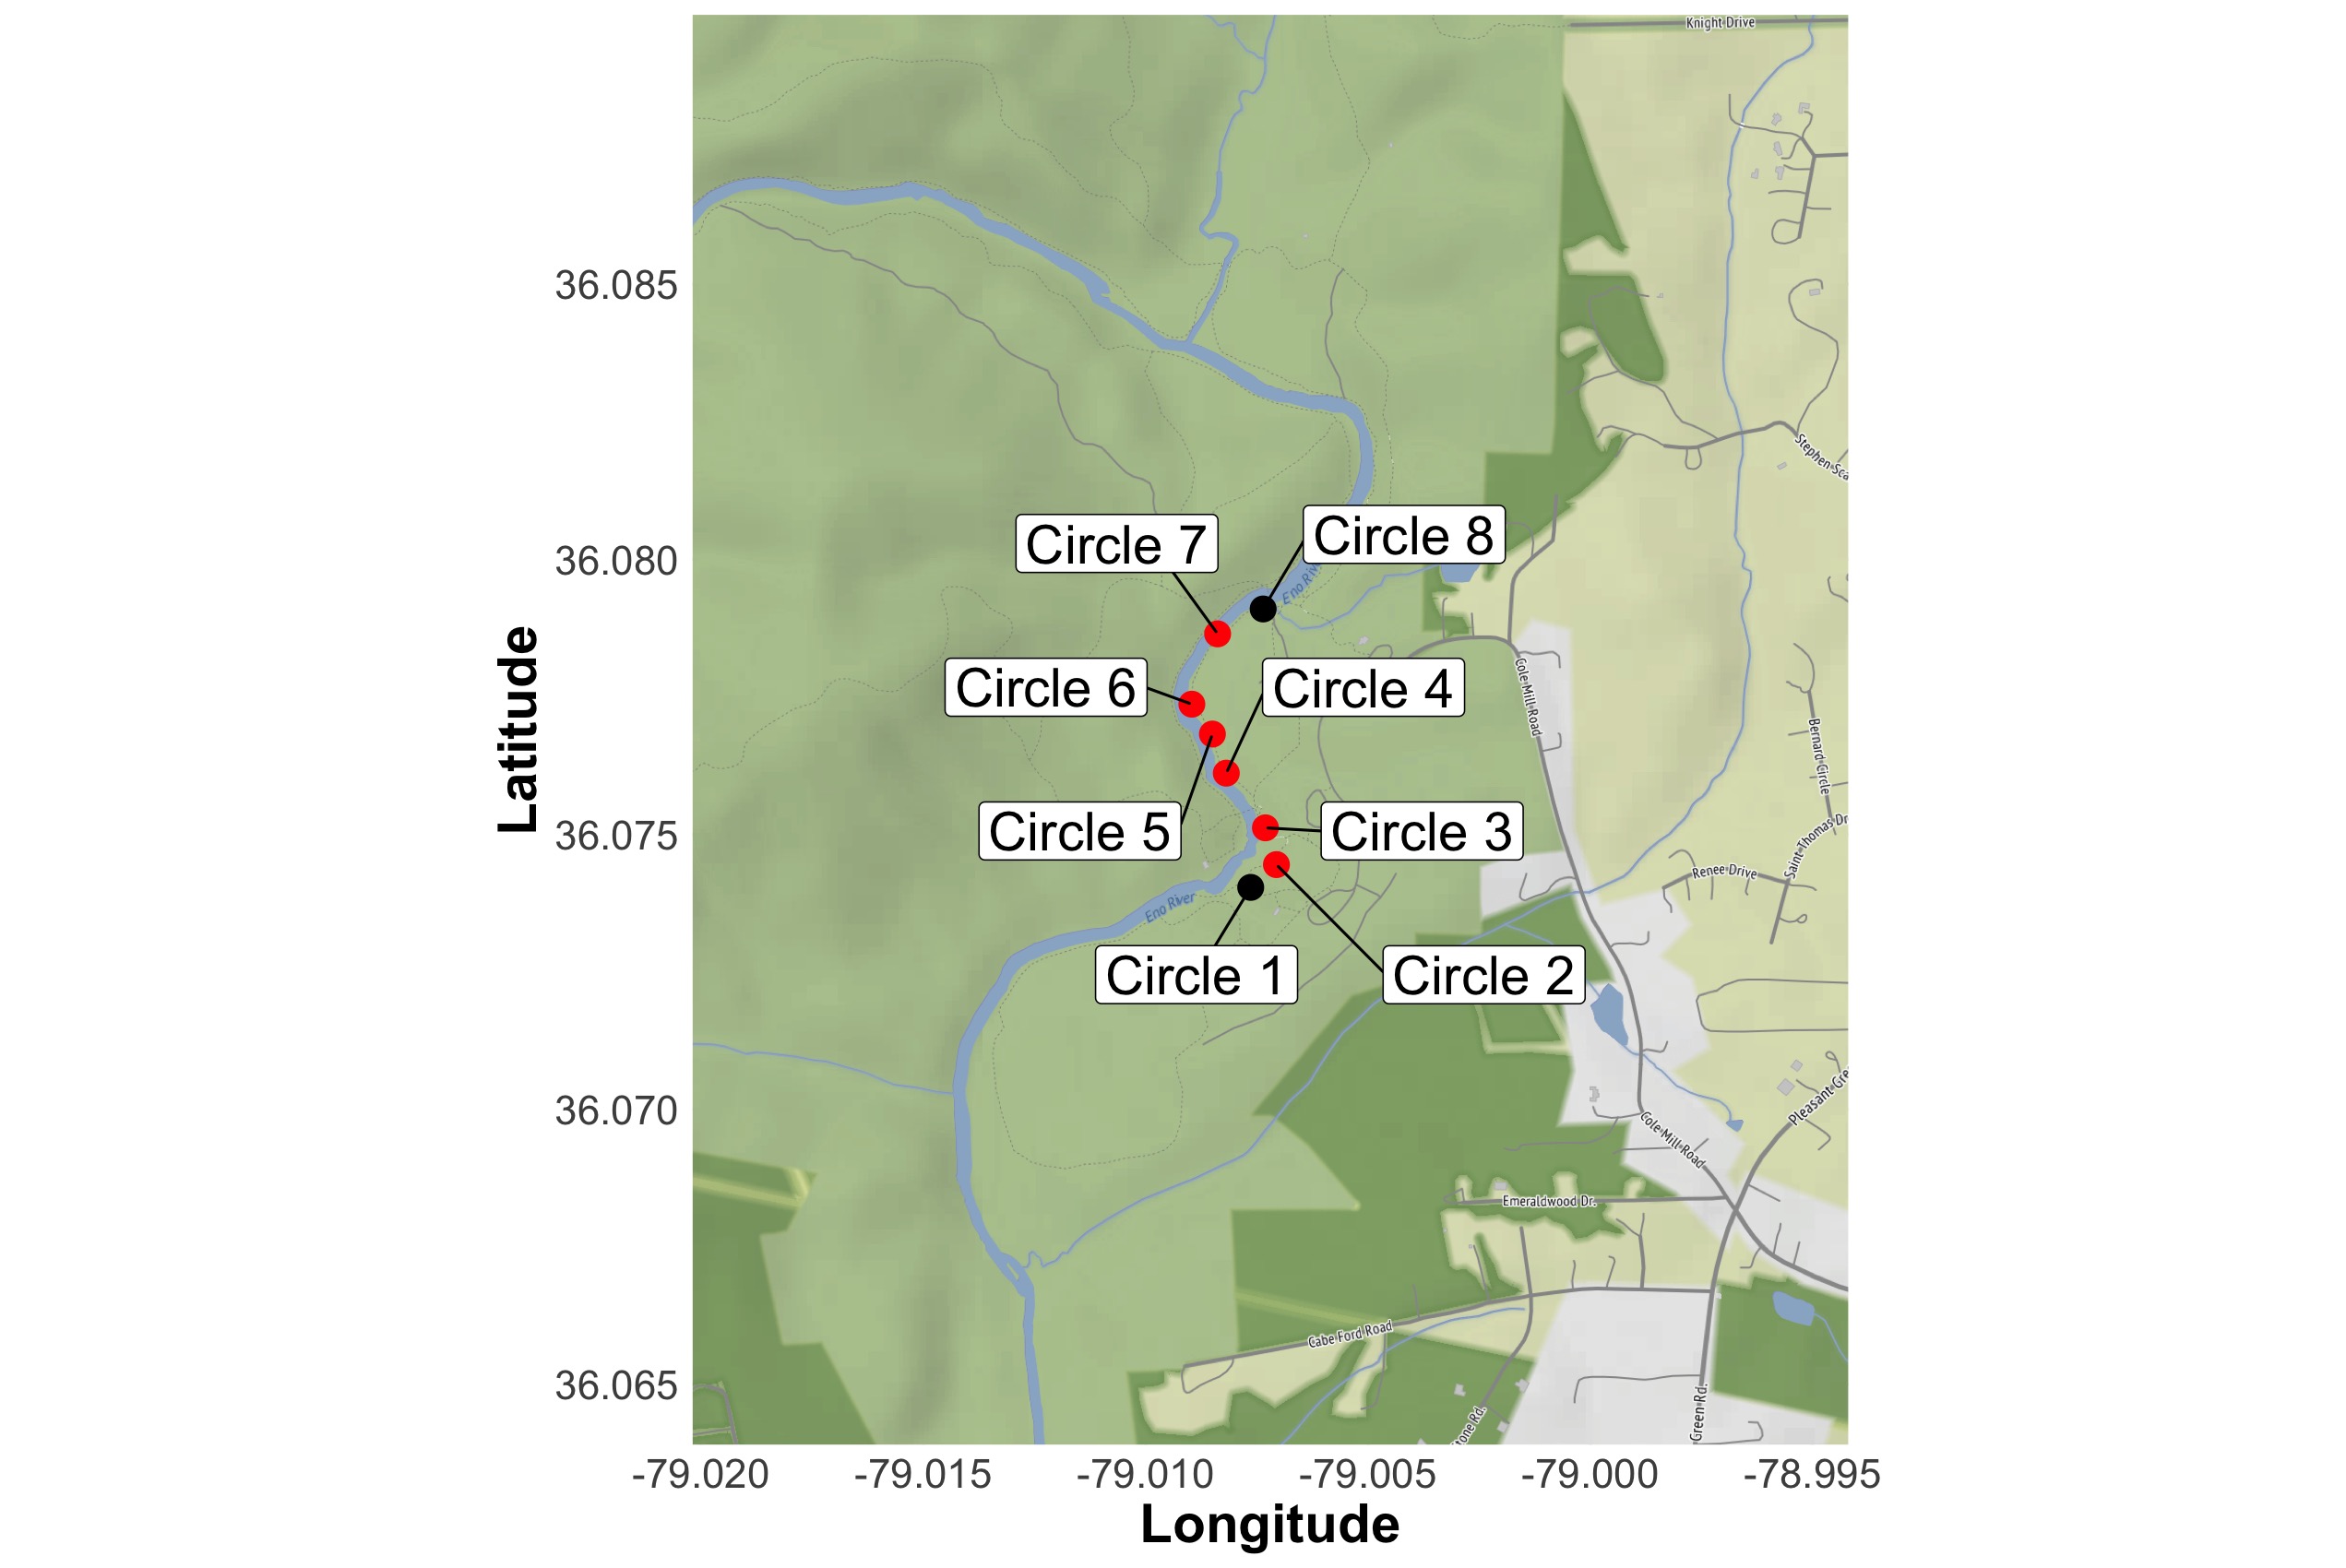 Knight Drive
36.085
Stephen Sca
Circle 8
Circle 7
36.080
Eno Rive
Circle 6
Circle 4
Cole Mill Road
Bernard Circle
Latitude
36.075
Circle 5
Circle 3
Saint Thomas Dr
Renee Drive
Eno River
Circle 1
Circle 2
36.070
Pleasant Gre
Cole Mill Road
Emeraldwood Dr.
Cabe Ford Road
36.065
Green Rd.
tone Rd.
-79.020 -79.015 -79.010 -79.005 -79.000 -78.995
Longitude